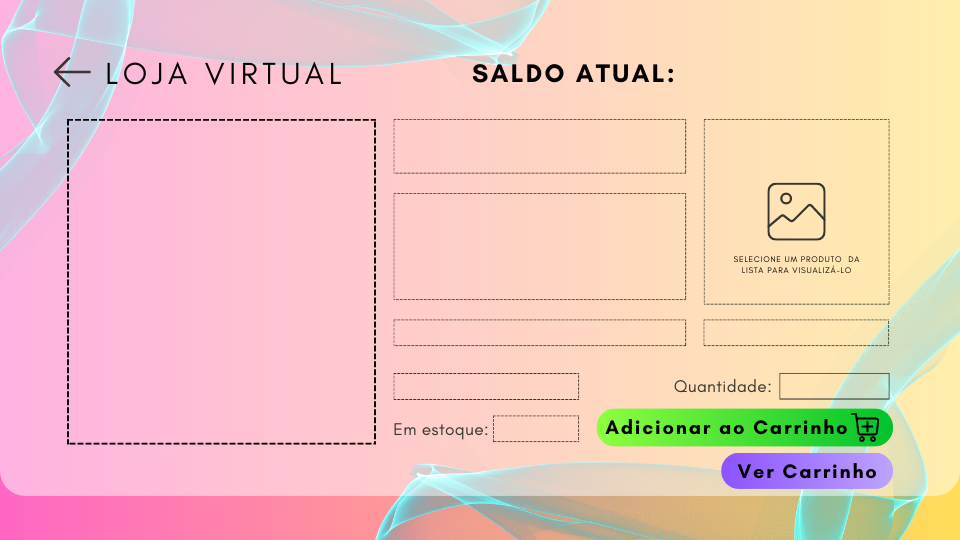 LOJA VIRTUAL
SALDO ATUAL:
SELECIONE UM PRODUTO DA
LISTA PARA VISUALIZÁ-LO
Quantidade:
Em estoque:
Adicionar ao Carrinho
Ver Carrinho